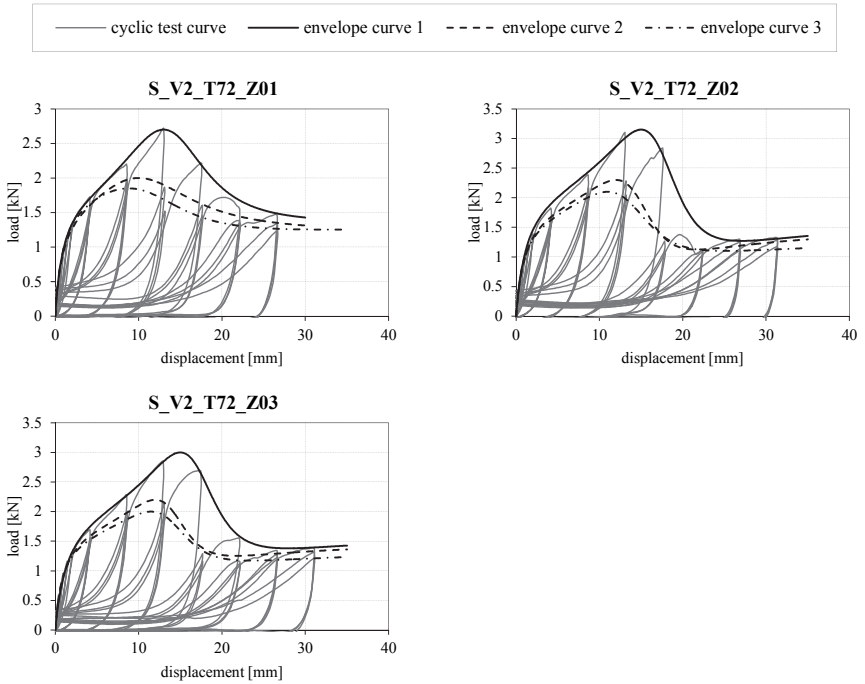 cyclic test curve envelope curve 1 envelope curve 2 envelope curve 3
S_V2_T72_Z01
3
2.5
2
1.5
1
0.5
0
load [kN]
0 10 20 30 40
displacement [mm]
S_V2_T72_Z02
3.5
3
2.5
2
1.5
1
0.5
0
load [kN]
0 10 20 30 40
displacement [mm]
S_V2_T72_Z03
3.5
3
2.5
2
1.5
1
0.5
0
load [kN]
0 10 20 30 40
displacement [mm]